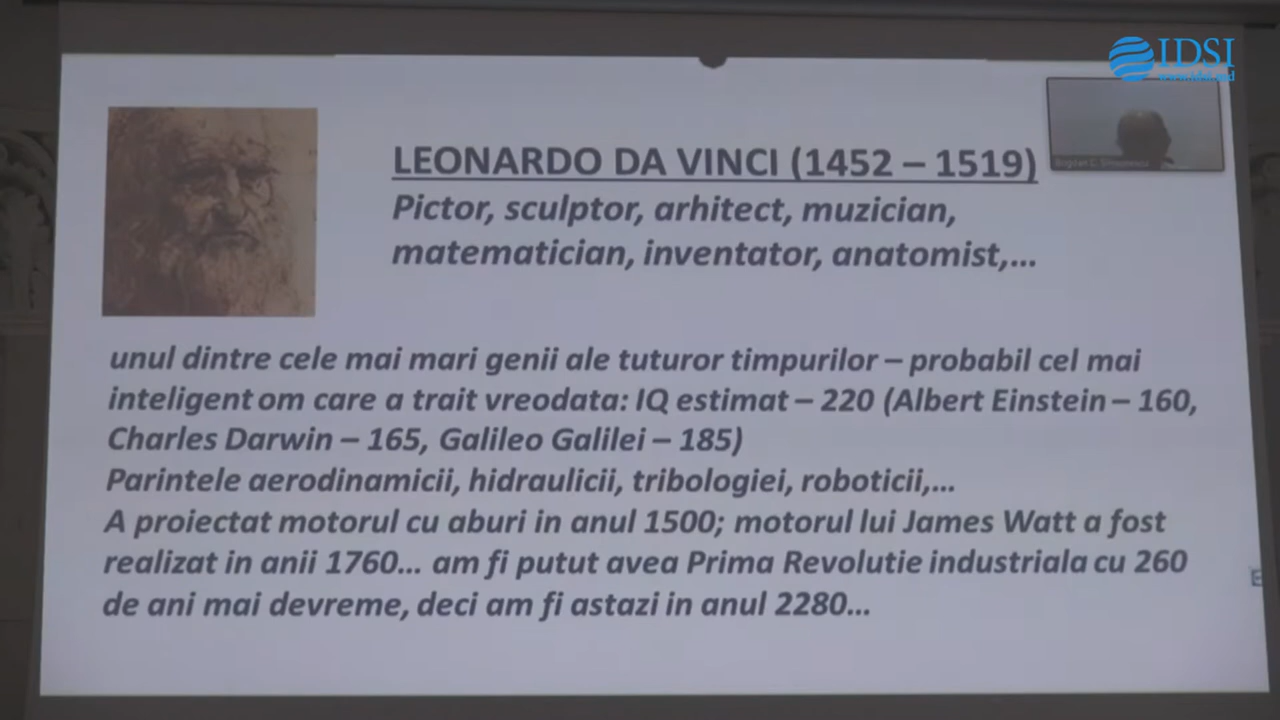 IDSI
www.idsi.md
LEONARDO DA VINCI (1452 – 1519)
Pictor, sculptor, arhitect, muzician,
matematician, inventator, anatomist,...
unul dintre cele mai mari genii ale tuturor timpurilor – probabil cel mai
inteligent om care a trait vreodata: IQ estimat – 220 (Albert Einstein – 160,
Charles Darwin – 165, Galileo Galilei – 185)
Parintele aerodinamicii, hidraulicii, tribologiei, roboticii,...
A proiectat motorul cu aburi in anul 1500; motorul lui James Watt a fost
realizat in anii 1760... am fi putut avea Prima Revolutie industriala cu 260
de ani mai devreme, deci am fi astazi in anul 2280...